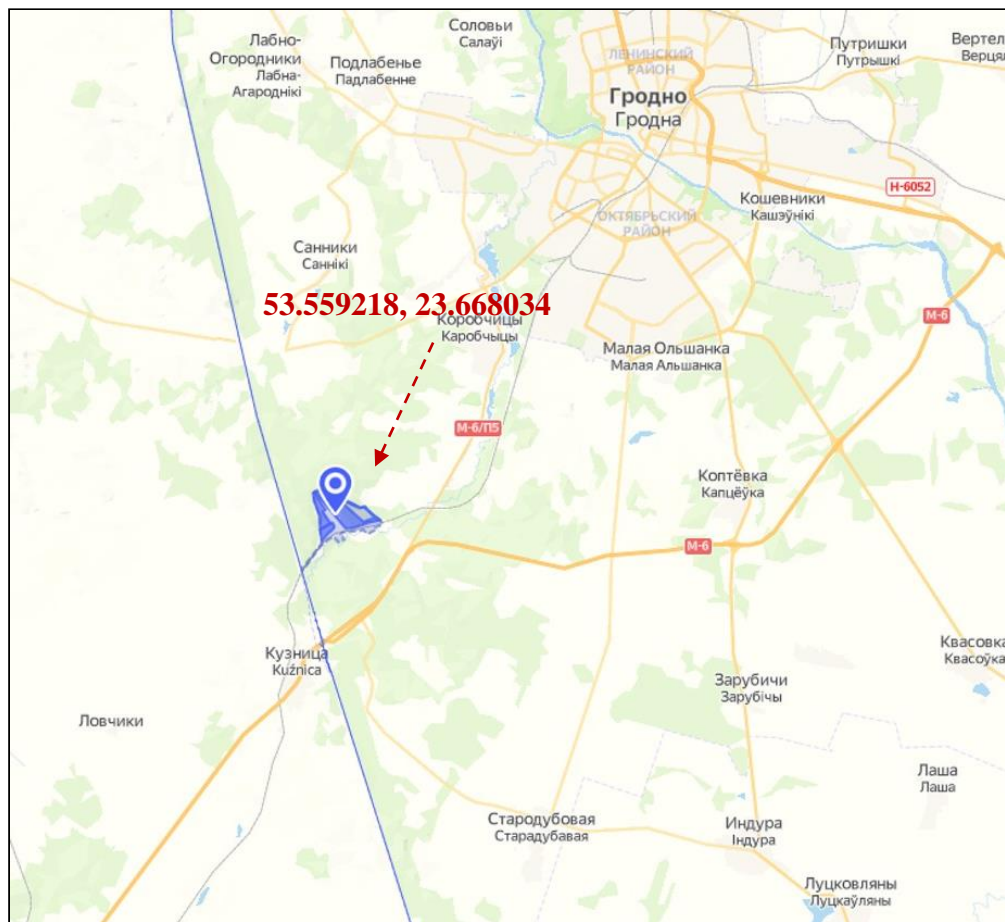 Соловьи
Салаўі
Лабно-
Огородники
Лабна-
Агароднікі
Подлабенье
Падлабенне
ЛЕНИНСКИЙ
РАЙОН
Путришки
Путрышкі
Вертел
Верцял
Гродно
Гродна
Н-6052
Кошевники
Кашэўнікі
ОКТЯБРЬСКИЙ
РАЙОН
Санники
Саннікі
53.559218, 23.668034
Коробчицы
Каробчыцы
М-6
Малая Ольшанка
Малая Альшанка
М-6/П5
Коптёвка
Капцёўка
М-6
Кузница
Kuźnica
Квасовка
Квасоўка
Зарубичи
Зарубічы
Ловчики
Лаша
Лаша
Стародубовая
Старадубавая
Индура
Індура
Луцковляны
Луцкаўляны